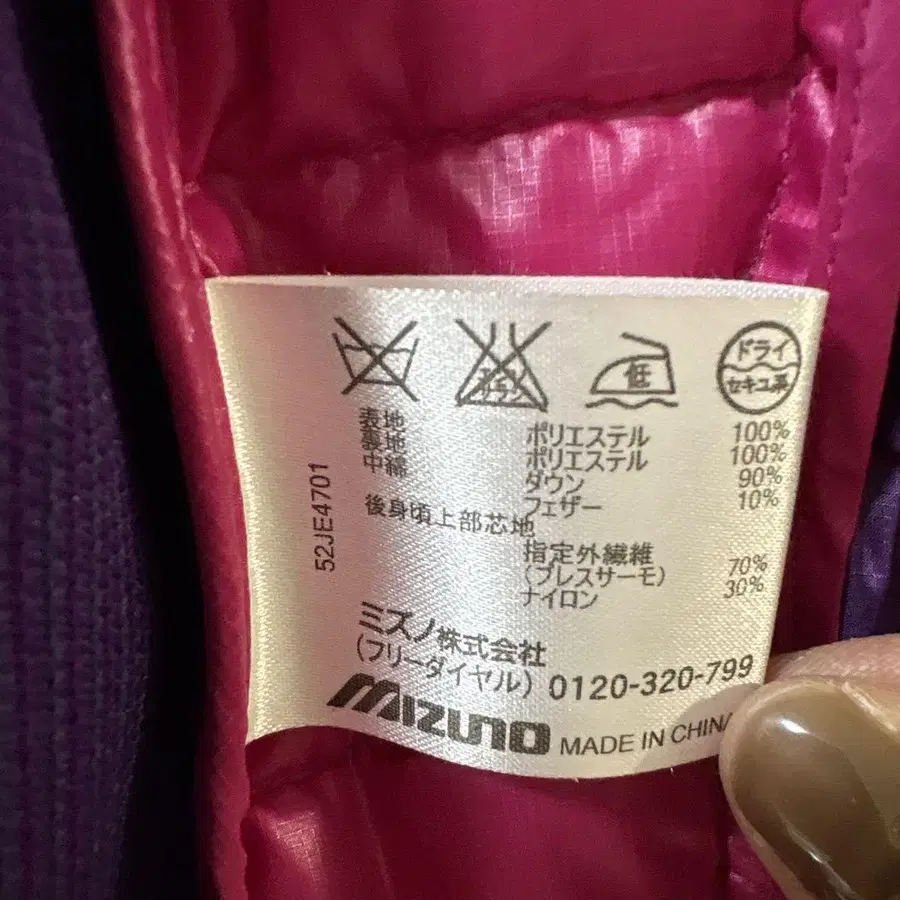 低
ドライ
セキユ系
表地 ポリエステル 100%
裏地 ポリエステル 100%
中綿 ダウン 90%
フェザー 10%
後身頃上部芯地
指定外繊維
(ブレスサーモ) 70%
ナイロン 30%
52JE4701
ミズノ株式会社
(フリーダイヤル) 0120-320-799
MIZUNO MADE IN CHINA